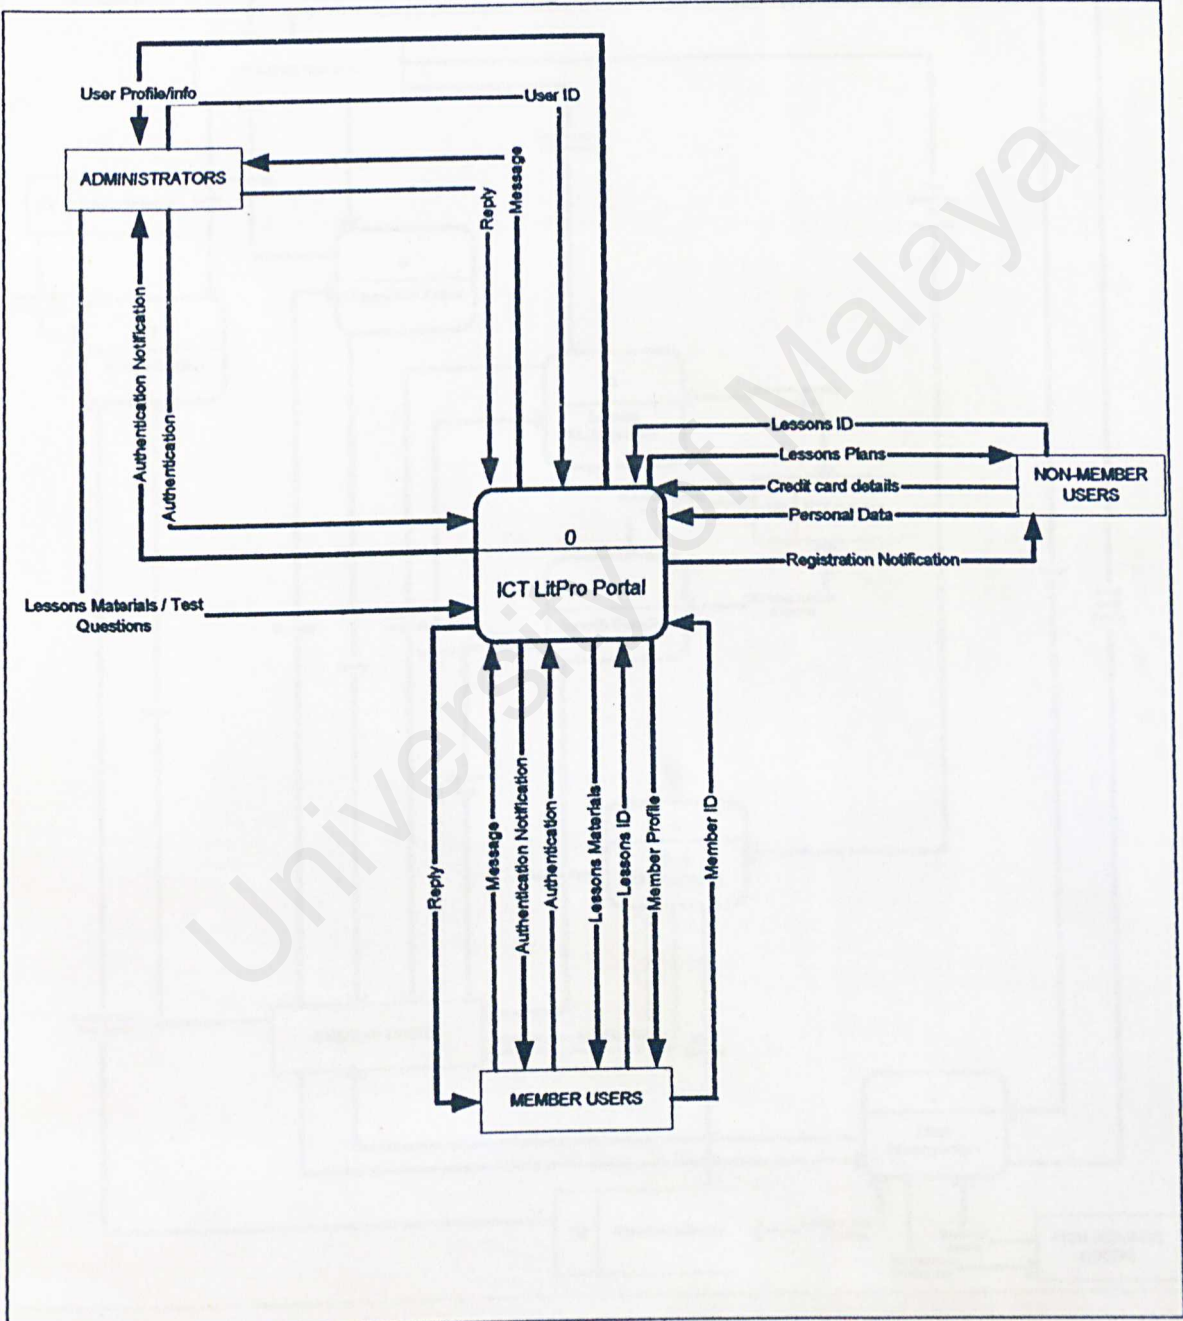 User Profile/info
User ID
ADMINISTRATORS
Message
Reply
Authentication Notification
Authentication
Lessons ID
Lessons Plans
NON-MEMBER
USERS
Credit card details
Personal Data
Registration Notification
0
ICT LitPro Portal
Lessons Materials / Test
Questions
Reply
Message
Authentication Notification
Authentication
Lessons Materials
Lessons ID
Member Profile
Member ID
MEMBER USERS
University of Malaya